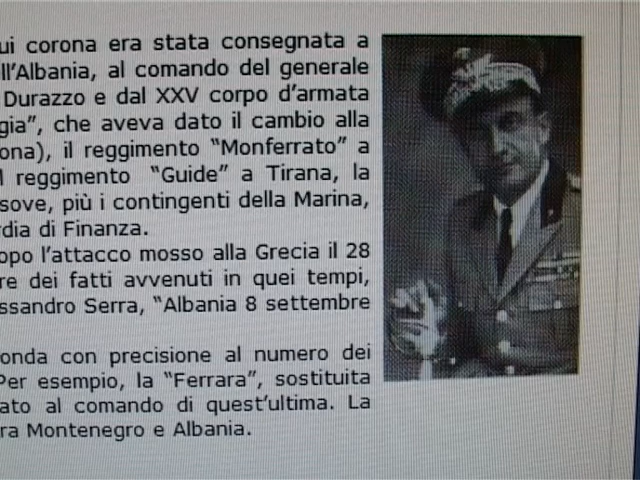 ui corona era stata consegnata a
ll’Albania, al comando del generale
Durazzo e dal XXV corpo d’armata
gia”, che aveva dato il cambio alla
ona), il reggimento “Monferrato” a
l reggimento “Guide” a Tirana, la
sove, più i contingenti della Marina,
rdia di Finanza.
opo l’attacco mosso alla Grecia il 28
re dei fatti avvenuti in quei tempi,
ssandro Serra, “Albania 8 settembre
onda con precisione al numero dei
Per esempio, la “Ferrara”, sostituita
ato al comando di quest’ultima. La
ra Montenegro e Albania.